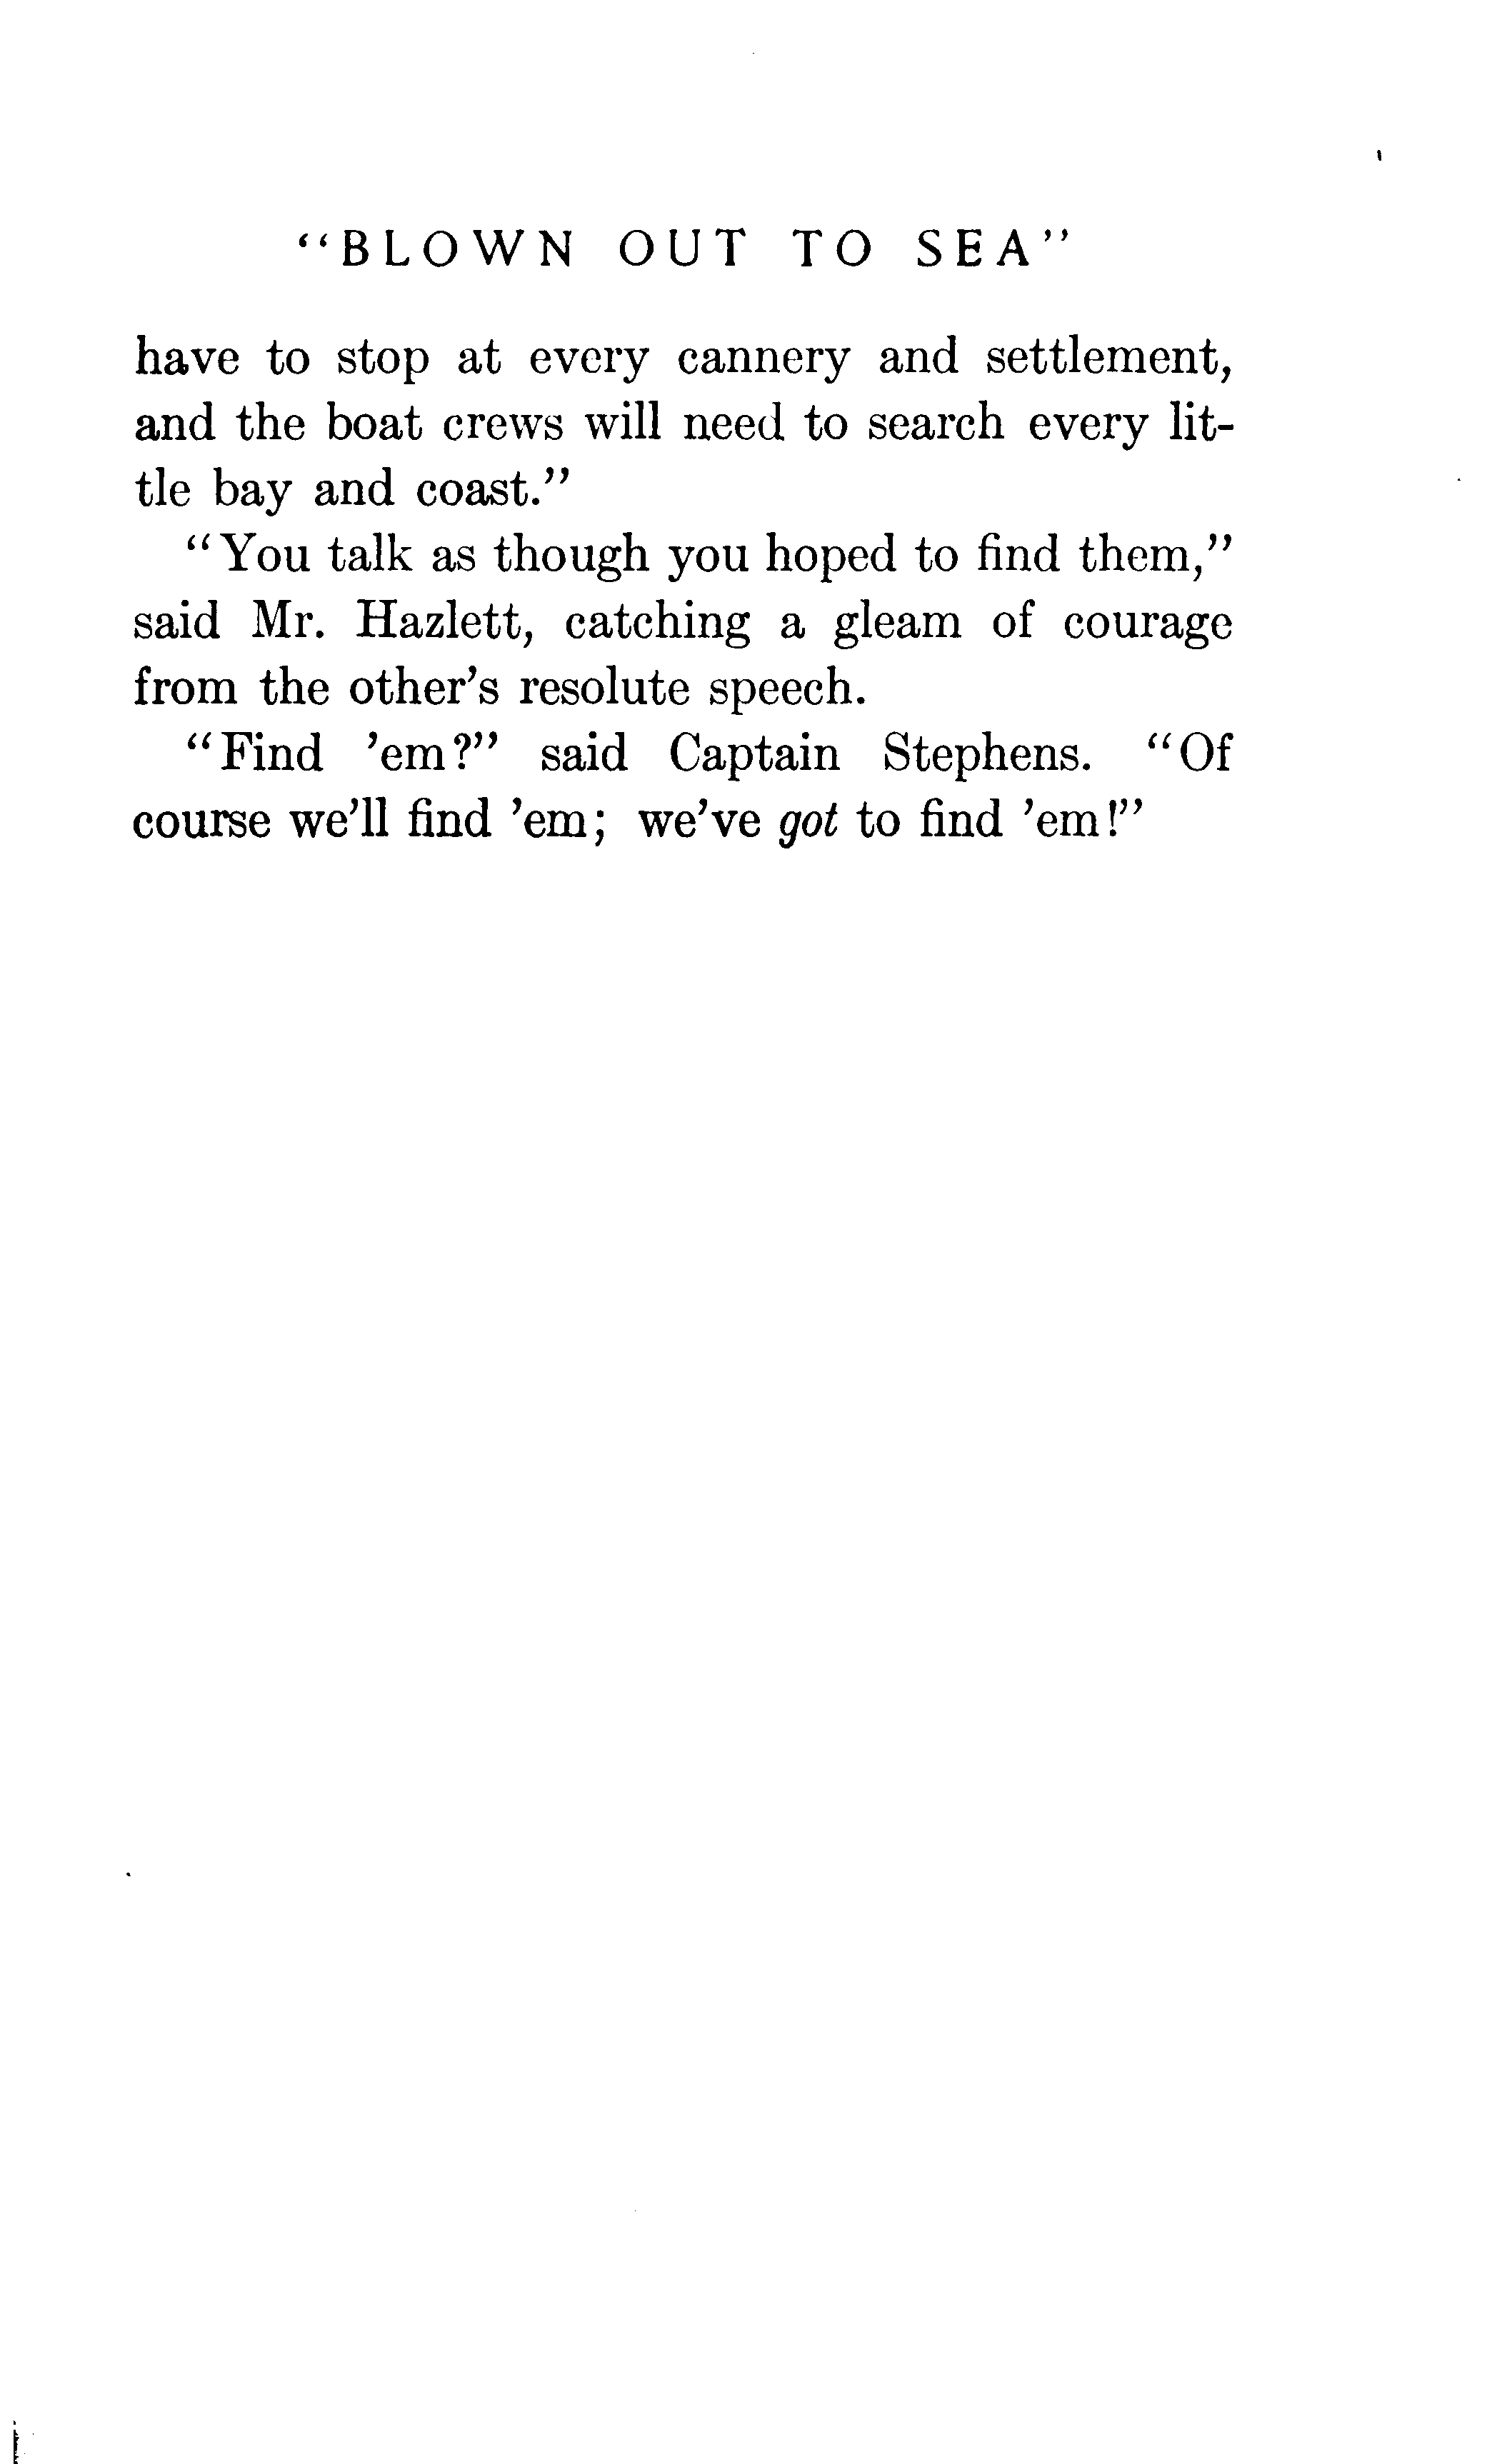 "BLOWN OUT TO SEA"
have to stop at every cannery and settlement,
and the boat crews will need to search every lit-
tle bay and coast."
"You talk as though you hoped to find them,"
said Mr. Hazlett, catching a gleam of courage
from the other's resolute speech.
"Find 'em?" said Captain Stephens. "Of
course we'll find 'em; we've got to find 'em!"